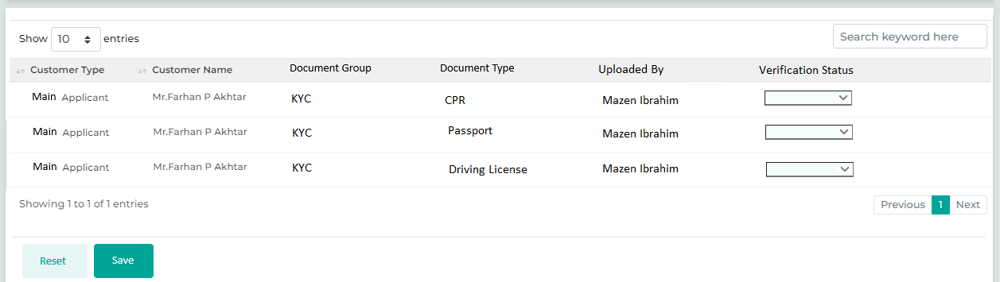 Show 10 entries Search keyword here
Customer Type Customer Name Document Group Document Type Uploaded By Verification Status
Main Applicant Mr.Farhan P Akhtar KYC CPR Mazen Ibrahim
Main Applicant Mr.Farhan P Akhtar KYC Passport Mazen Ibrahim
Main Applicant Mr.Farhan P Akhtar KYC Driving License Mazen Ibrahim
Showing 1 to 1 of 1 entries Previous 1 Next
Reset Save